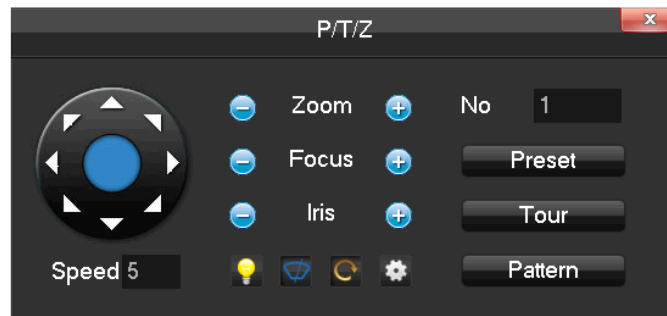 P/T/Z
x
Zoom
No 1
Focus
Preset
Iris
Tour
Speed 5
Pattern